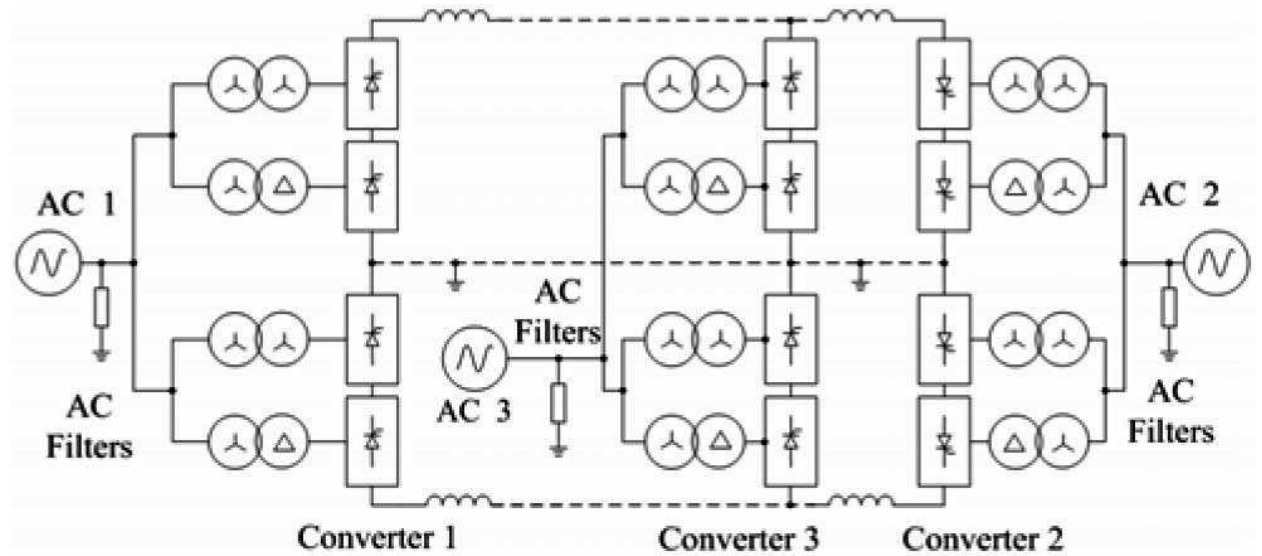 AC 1
AC 2
AC
Filters
AC 3
AC
Filters
AC
Filters
Converter 1
Converter 3
Converter 2